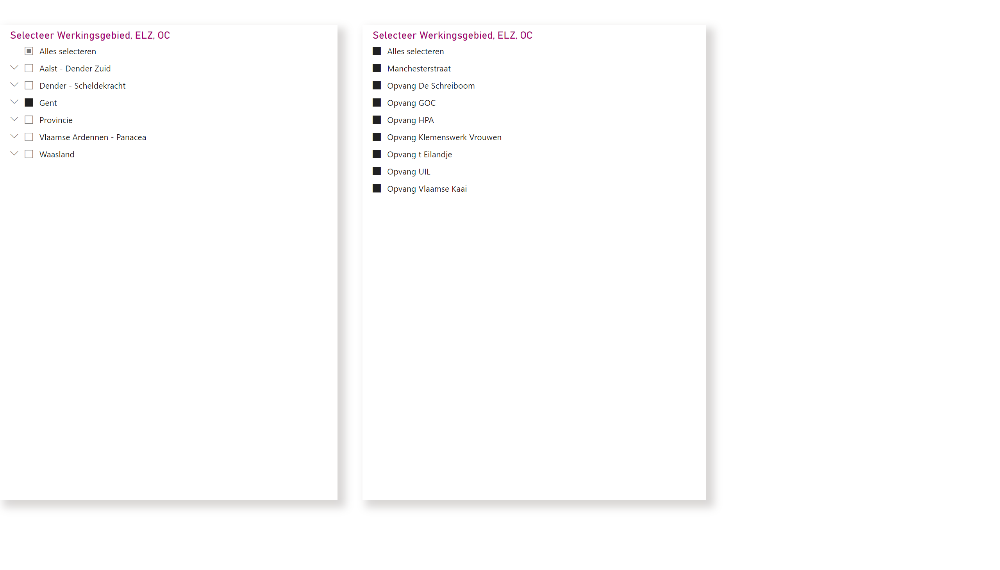 Selecteer Werkingsgebied, ELZ, OC
Alles selecteren
Aalst - Dender Zuid
Dender - Scheldekracht
Gent
Provincie
Vlaamse Ardennen - Panacea
Waasland
Selecteer Werkingsgebied, ELZ, OC
Alles selecteren
Manchesterstraat
Opvang De Schreiboom
Opvang GOC
Opvang HPA
Opvang Klemenswerk Vrouwen
Opvang t Eilandje
Opvang UIL
Opvang Vlaamse Kaai